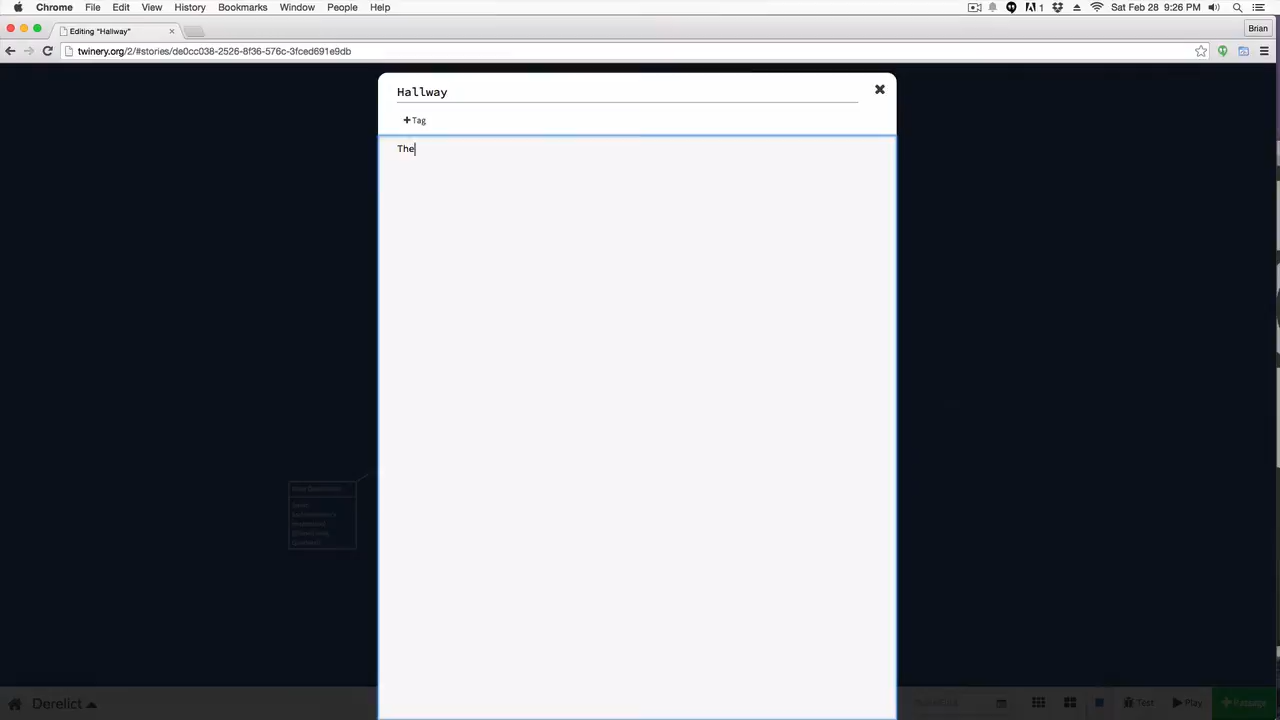 Chrome File Edit View History Bookmarks Window People Help
1 Sat Feb 28 9:26 PM
Editing "Hallway"
Brian
twinery.org/2/#stories/de0cc038-2526-8f36-576c-3fced691e9db
Hallway
+Tag
The
Derelict
Test
Play